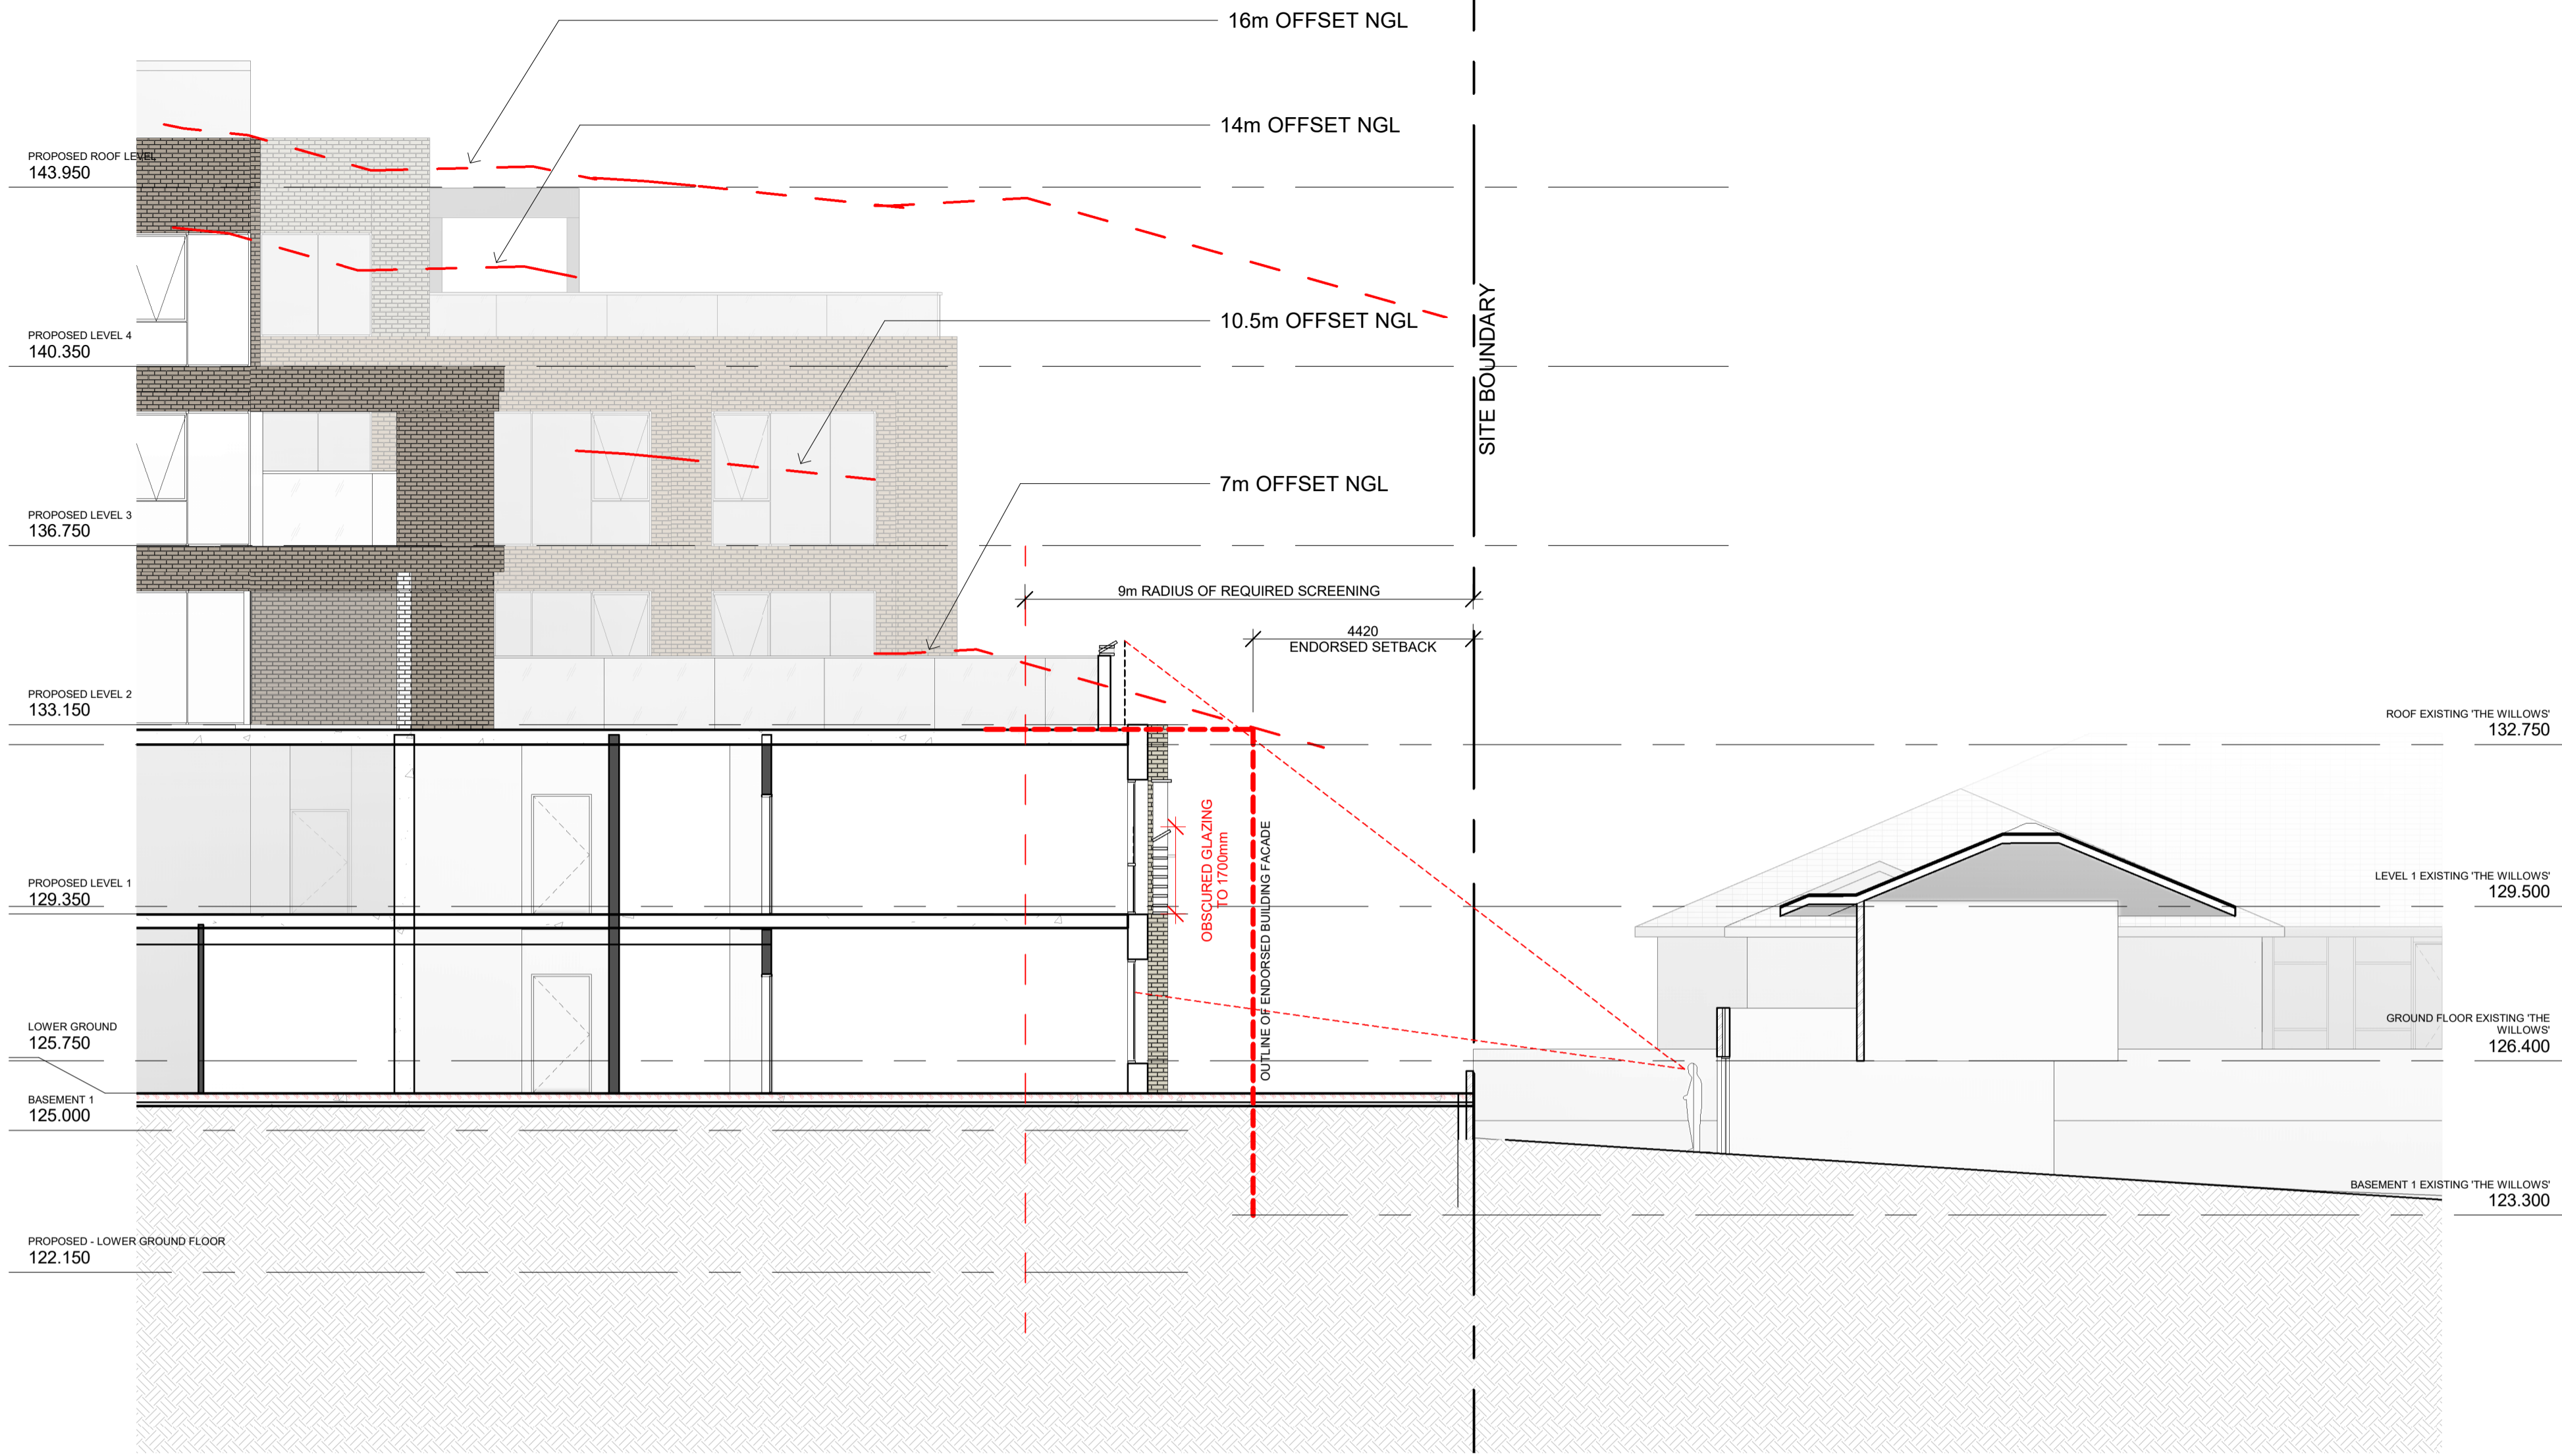 16m OFFSET NGL
14m OFFSET NGL
PROPOSED ROOF LEVEL
143.950
SITE BOUNDARY
10.5m OFFSET NGL
PROPOSED LEVEL 4
140.350
7m OFFSET NGL
PROPOSED LEVEL 3
136.750
9m RADIUS OF REQUIRED SCREENING
4420
ENDORSED SETBACK
PROPOSED LEVEL 2
133.150
ROOF EXISTING 'THE WILLOWS'
132.750
OBSCURED GLAZING
TO 1700mm
OUTLINE OF ENDORSED BUILDING FACADE
PROPOSED LEVEL 1
129.350
LEVEL 1 EXISTING 'THE WILLOWS'
129.500
LOWER GROUND
125.750
GROUND FLOOR EXISTING 'THE
WILLOWS'
126.400
BASEMENT 1
125.000
BASEMENT 1 EXISTING 'THE WILLOWS'
123.300
PROPOSED - LOWER GROUND FLOOR
122.150